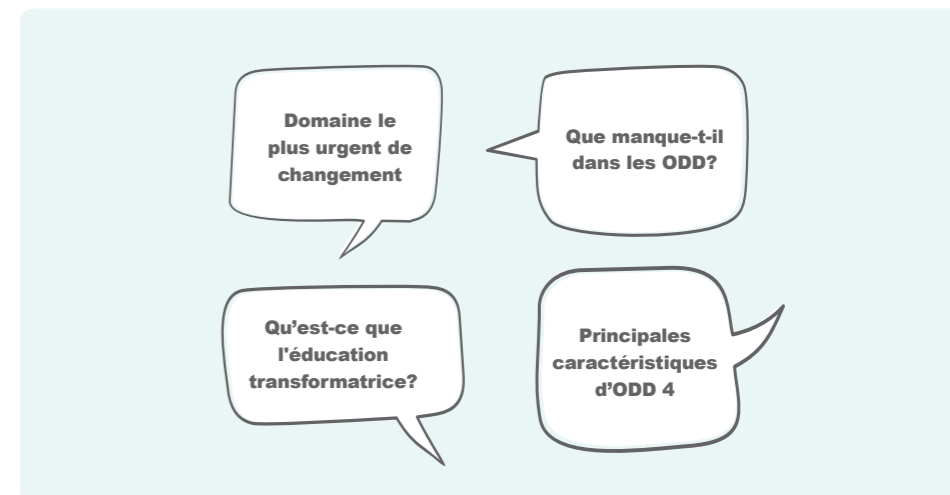 Domaine le
plus urgent de
changement
Que manque-t-il
dans les ODD?
Qu’est-ce que
l'éducation
transformatrice?
Principales
caractéristiques
d’ODD 4